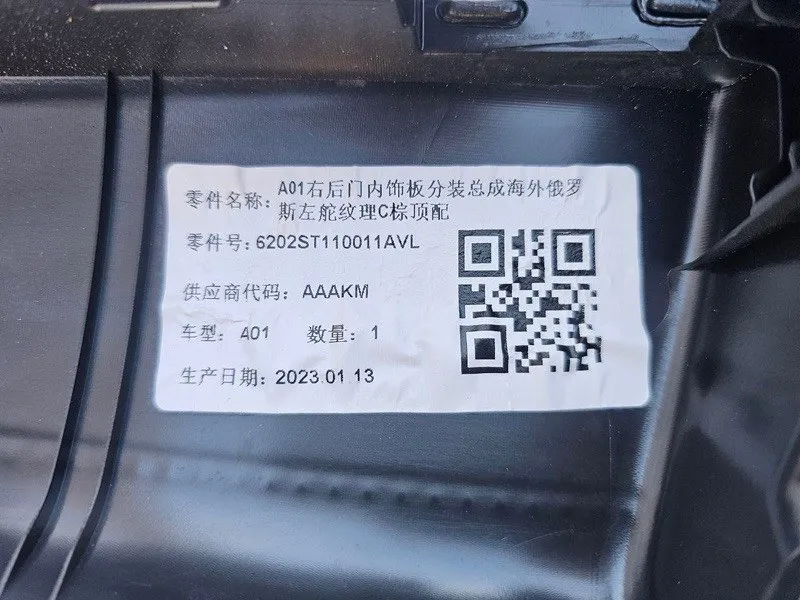 零件名称: A01右后门内饰板分装总成海外俄罗
斯左舵纹理C棕顶配
零件号: 6202ST110011AVL
供应商代码: AAAKM
车型: A01 数量: 1
生产日期: 2023.01.13